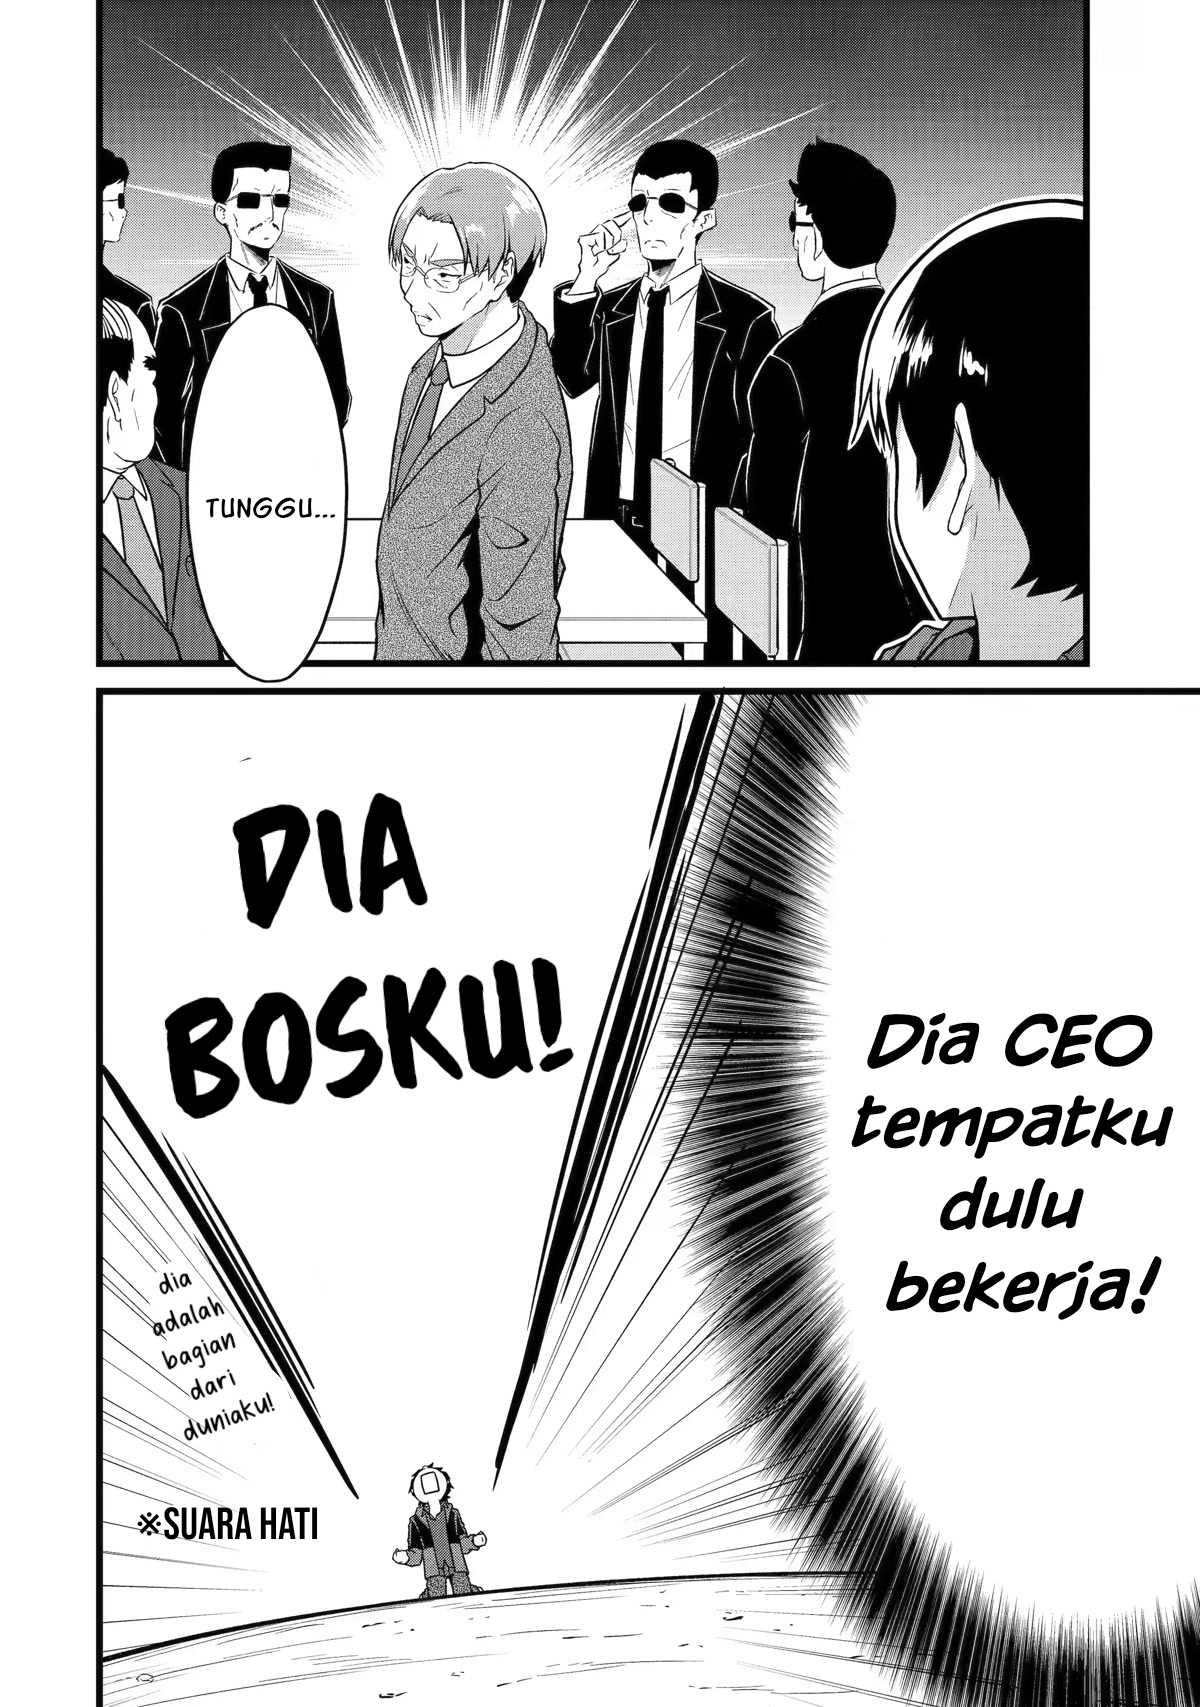 TUNGGU...
Dia CEO
tempatku
dulu
bekerja!
DIA
BOSKU!
dia
adalah
bagian
dari
duniaku!
※SUARA HATI